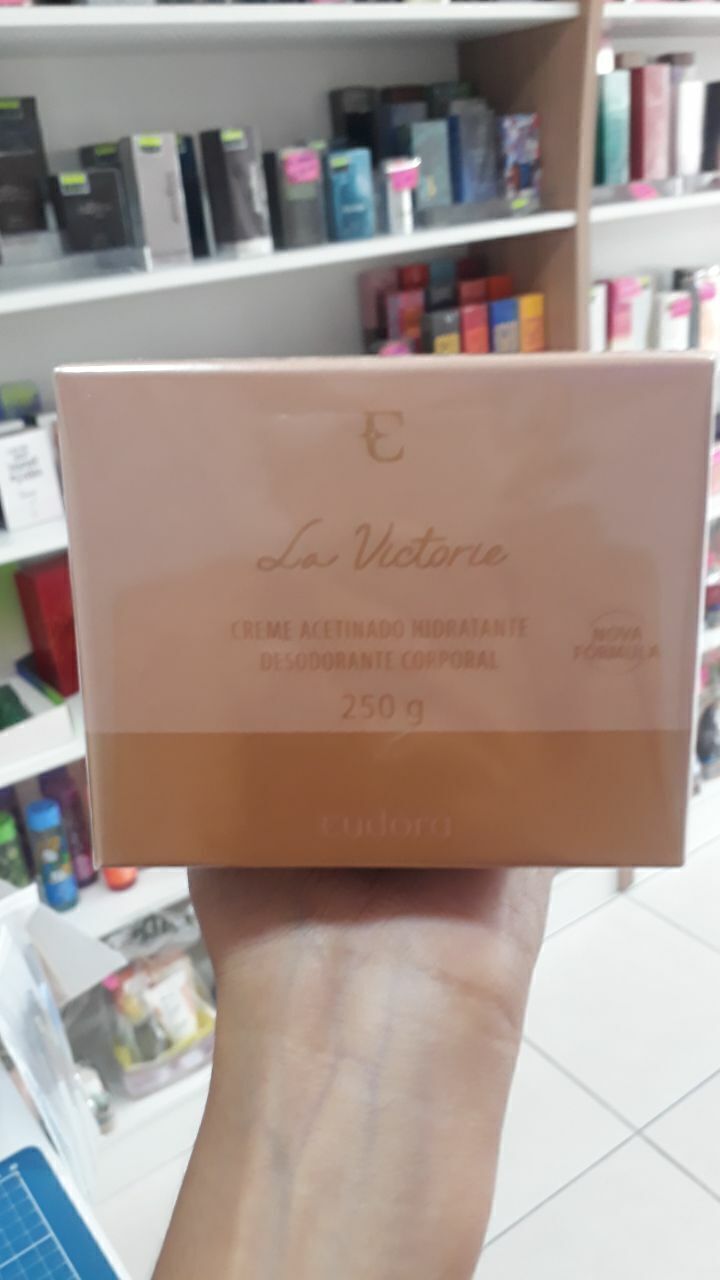 E
La Victorie
CREME ACETINADO HIDRATANTE
DESODORANTE CORPORAL
250 g
NOVA
FÓRMULA
eudora